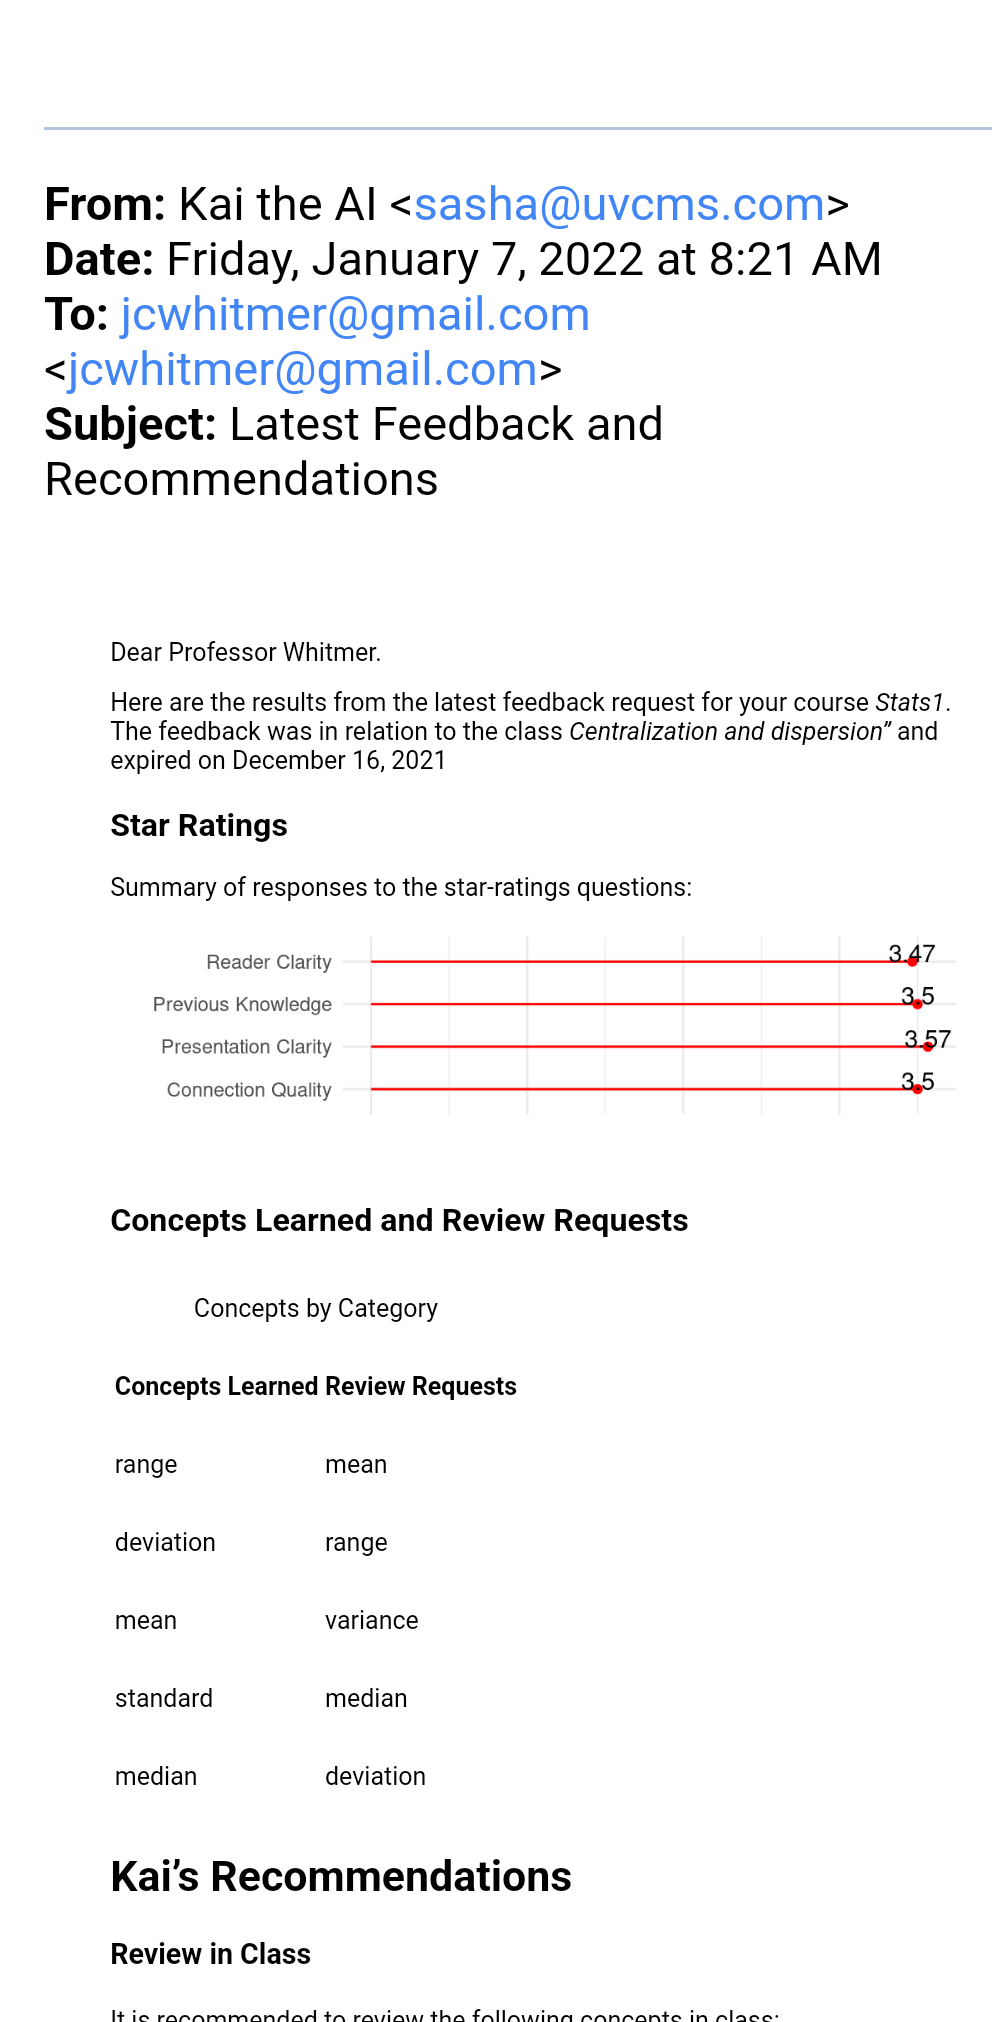 From: Kai the AI <sasha@uvcms.com>
Date: Friday, January 7, 2022 at 8:21 AM
To: jcwhitmer@gmail.com
<jcwhitmer@gmail.com>
Subject: Latest Feedback and
Recommendations
Dear Professor Whitmer.
Here are the results from the latest feedback request for your course Stats1.
The feedback was in relation to the class Centralization and dispersion” and
expired on December 16, 2021
Star Ratings
Summary of responses to the star-ratings questions:
Reader Clarity 3.47
Previous Knowledge 3.5
Presentation Clarity 3.57
Connection Quality 3.5
Concepts Learned and Review Requests
Concepts by Category
Concepts Learned Review Requests
range mean
deviation range
mean variance
standard median
median deviation
Kai’s Recommendations
Review in Class
It is recommended to review the following concepts in class: